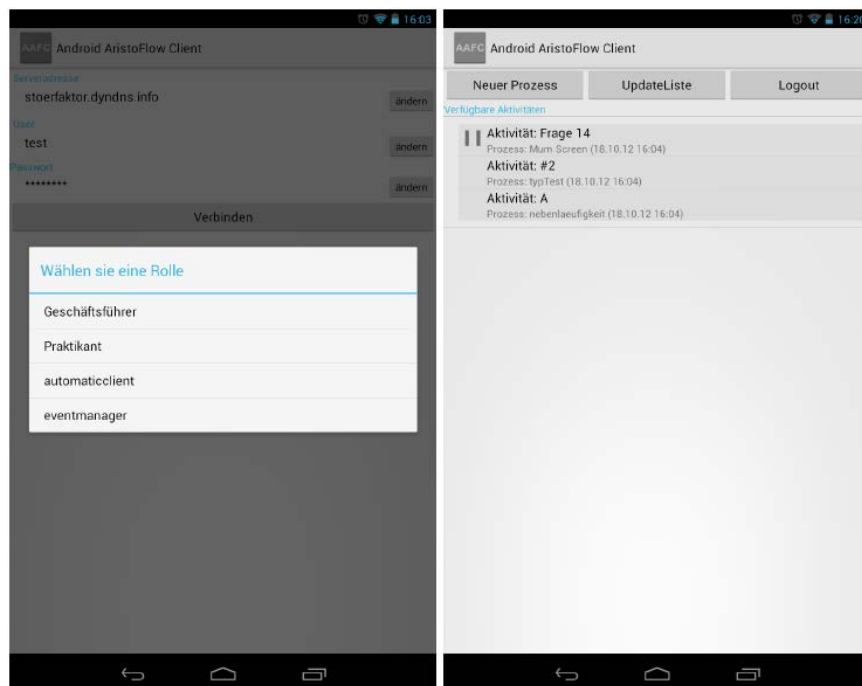 16:03
AAFC Android AristoFlow Client
Serveradresse
stoerfaktor.dyndns.info
ändern
User
test
ändern
Passwort
********
ändern
Verbinden
Wählen sie eine Rolle
Geschäftsführer
Praktikant
automaticclient
eventmanager
16:20
AAFC Android AristoFlow Client
Neuer Prozess UpdateListe Logout
Verfügbare Aktivitäten
Aktivität: Frage 14
Prozess: Mum Screen (18.10.12 16:04)
Aktivität: #2
Prozess: typTest (18.10.12 16:04)
Aktivität: A
Prozess: nebenlaeufigkeit (18.10.12 16:04)